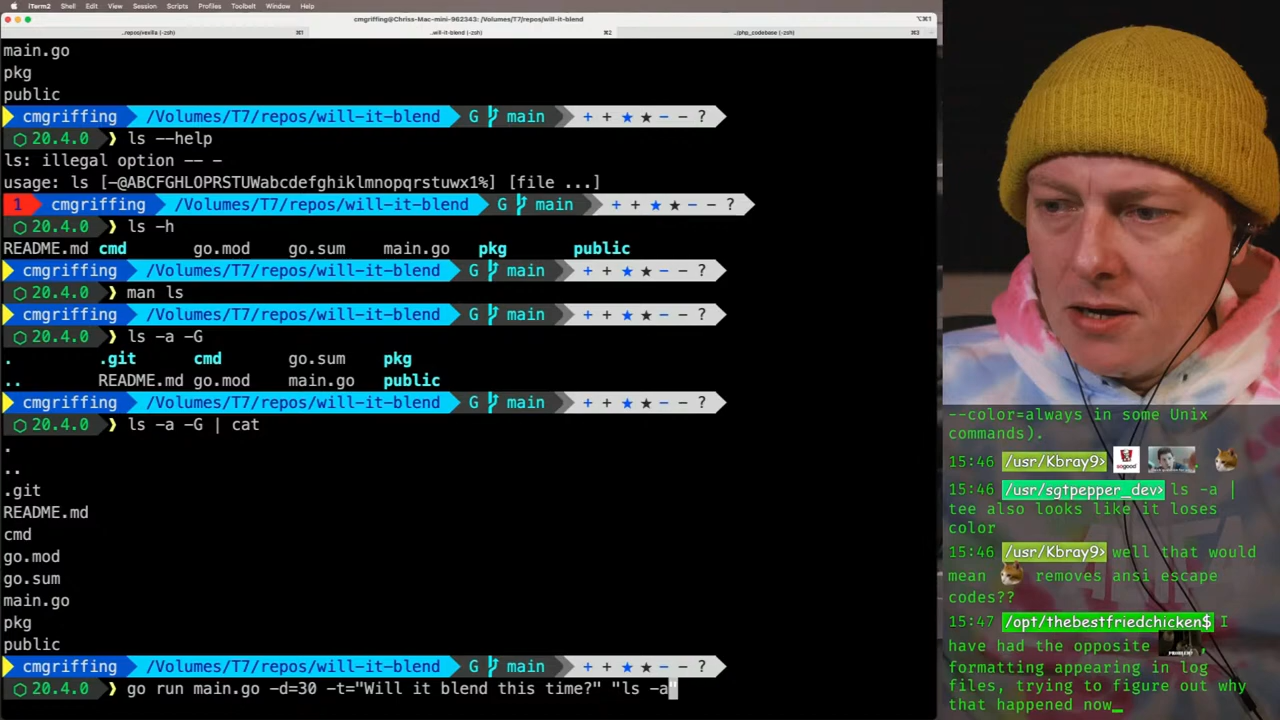 iTerm2 Shell Edit View Session Scripts Profiles Toolbelt Window Help
cmgriffing@Chriss-Mac-mini-962343: /Volumes/T7/repos/will-it-blend
⌥⌘1
..repos/vexilla (-zsh) ⌘1 ..will-it-blend (-zsh) ⌘2 ../php_codebase (-zsh) ⌘3
main.go
pkg
public
cmgriffing /Volumes/T7/repos/will-it-blend G main + + ★ ★ − − ?
20.4.0 ❯ ls --help
ls: illegal option -- -
usage: ls [-@ABCFGHLOPRSTUWabcdefghiklmnopqrstuwx1%] [file ...]
1 cmgriffing /Volumes/T7/repos/will-it-blend G main + + ★ ★ − − ?
20.4.0 ❯ ls -h
README.md cmd go.mod go.sum main.go pkg public
cmgriffing /Volumes/T7/repos/will-it-blend G main + + ★ ★ − − ?
20.4.0 ❯ man ls
cmgriffing /Volumes/T7/repos/will-it-blend G main + + ★ ★ − − ?
20.4.0 ❯ ls -a -G
. .git cmd go.sum pkg
.. README.md go.mod main.go public
cmgriffing /Volumes/T7/repos/will-it-blend G main + + ★ ★ − − ?
20.4.0 ❯ ls -a -G | cat
.
..
.git
README.md
cmd
go.mod
go.sum
main.go
pkg
public
cmgriffing /Volumes/T7/repos/will-it-blend G main + + ★ ★ − − ?
20.4.0 ❯ go run main.go -d=30 -t="Will it blend this time?" "ls -a"
--color=always in some Unix
commands).
15:46 /usr/Kbray9>
15:46 /usr/sgtpepper_dev> ls -a |
tee also looks like it loses
color
15:46 /usr/Kbray9> well that would
mean removes ansi escape
codes??
15:47 /opt/thebestfriedchicken$ I
have had the opposite ,
formatting appearing in log
files, trying to figure out why
that happened now_